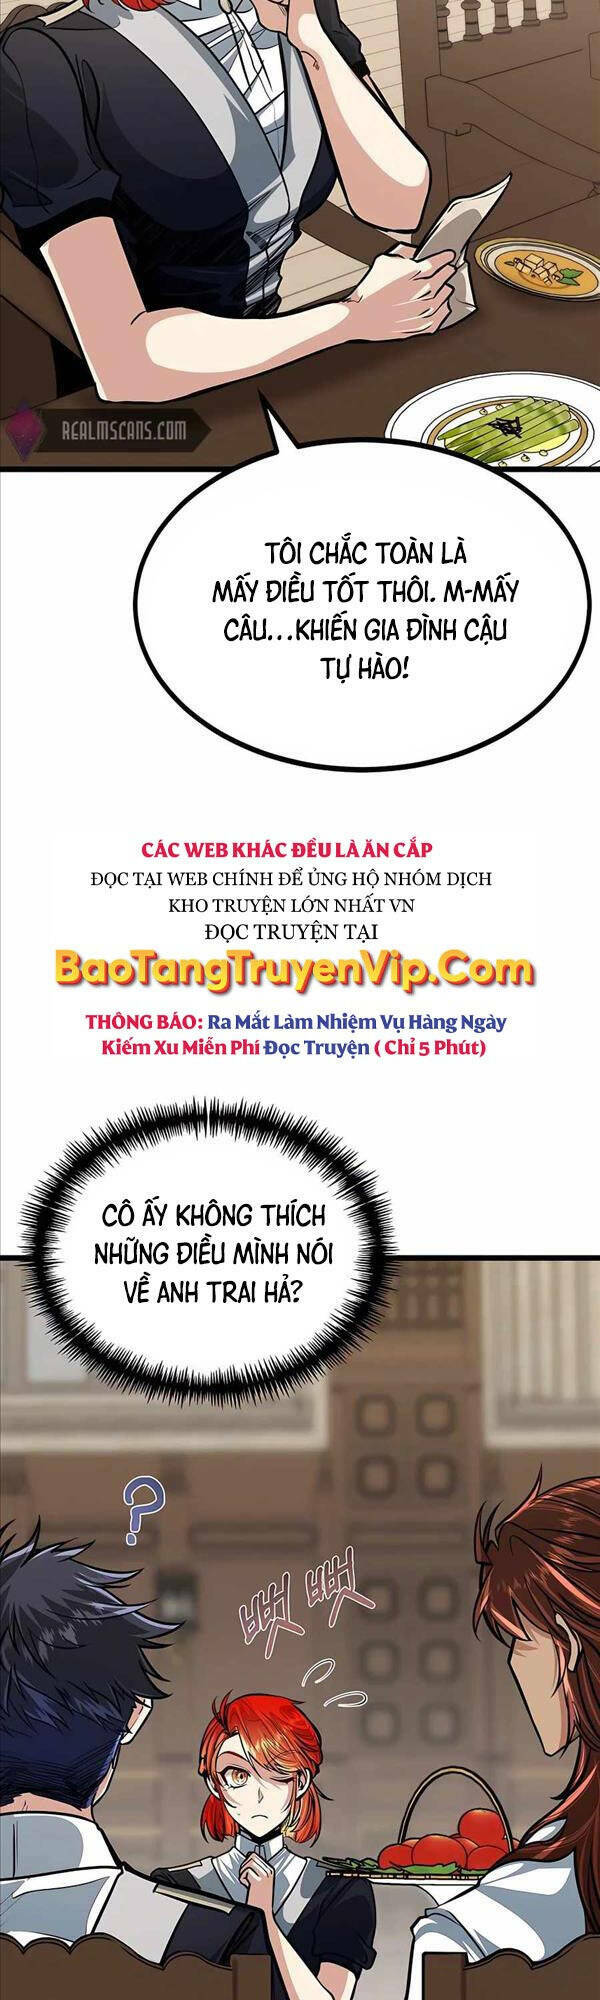 REALMSCANS.COM
TÔI CHẮC TOÀN LÀ
MẤY ĐIỀU TỐT THÔI. M-MẤY
CÂU...KHIẾN GIA ĐÌNH CẬU
TỰ HÀO!
CÁC WEB KHÁC ĐỀU LÀ ĂN CẮP
ĐỌC TẠI WEB CHÍNH ĐỂ ỦNG HỘ NHÓM DỊCH
KHO TRUYỆN LỚN NHẤT VN
ĐỌC TRUYỆN TẠI
BaoTangTruyenVip.Com
THÔNG BÁO: Ra Mắt Làm Nhiệm Vụ Hàng Ngày
Kiếm Xu Miễn Phí Đọc Truyện ( Chỉ 5 Phút)
CÔ ẤY KHÔNG THÍCH
NHỮNG ĐIỀU MÌNH NÓI
VỀ ANH TRAI HẢ?
?
뻣 뻣